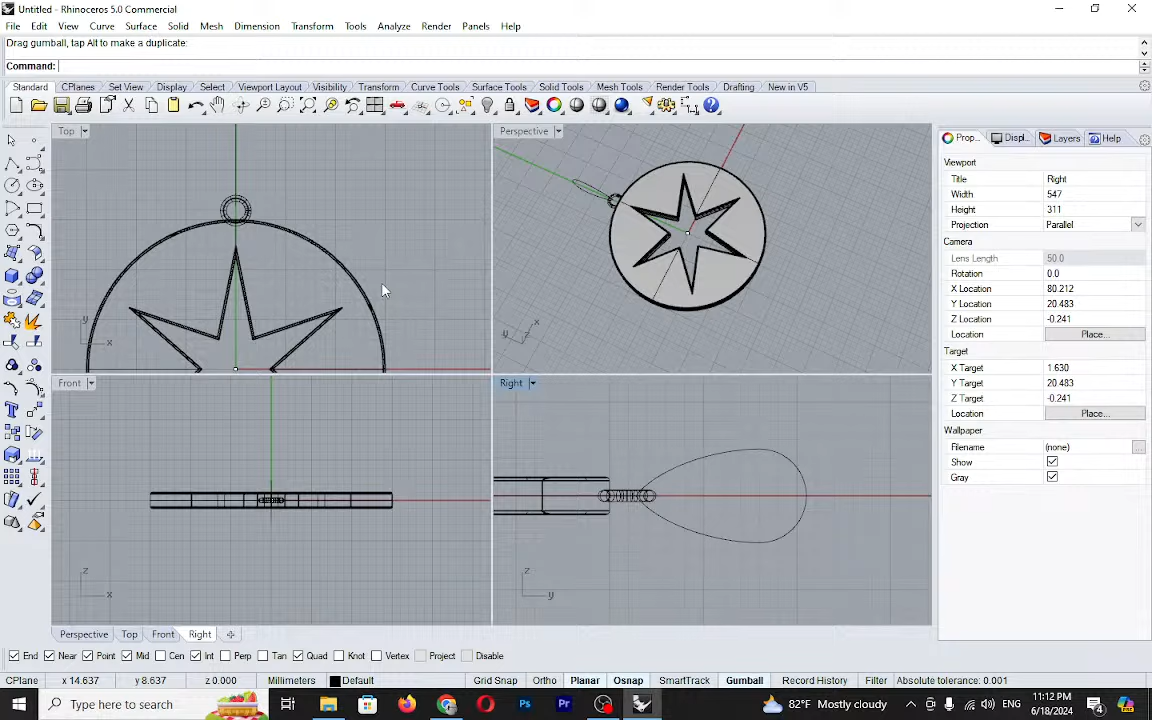 Untitled - Rhinoceros 5.0 Commercial
File Edit View Curve Surface Solid Mesh Dimension Transform Tools Analyze Render Panels Help
Drag gumball, tap Alt to make a duplicate:
Command:
Standard CPlanes Set View Display Select Viewport Layout Visibility Transform Curve Tools Surface Tools Solid Tools Mesh Tools Render Tools Drafting New in V5
Top
Perspective
Prop... Displ... Layers Help
Viewport
Title Right
Width 547
Height 311
Projection Parallel
Camera
Lens Length 50.0
Rotation 0.0
X Location 80.212
Y Location 20.483
Z Location -0.241
Location Place...
Target
X Target 1.630
Y Target 20.483
Z Target -0.241
Location Place...
Wallpaper
Filename (none) ...
Show
Gray
y
x
y z x
Front
Right
z
x
z
y
Perspective Top Front Right
End Near Point Mid Cen Int Perp Tan Quad Knot Vertex Project Disable
CPlane x 14.637 y 8.637 z 0.000 Millimeters Default Grid Snap Ortho Planar Osnap SmartTrack Gumball Record History Filter Absolute tolerance: 0.001
Type here to search
Ps
Pr
82°F Mostly cloudy
ENG
11:12 PM
6/18/2024
4